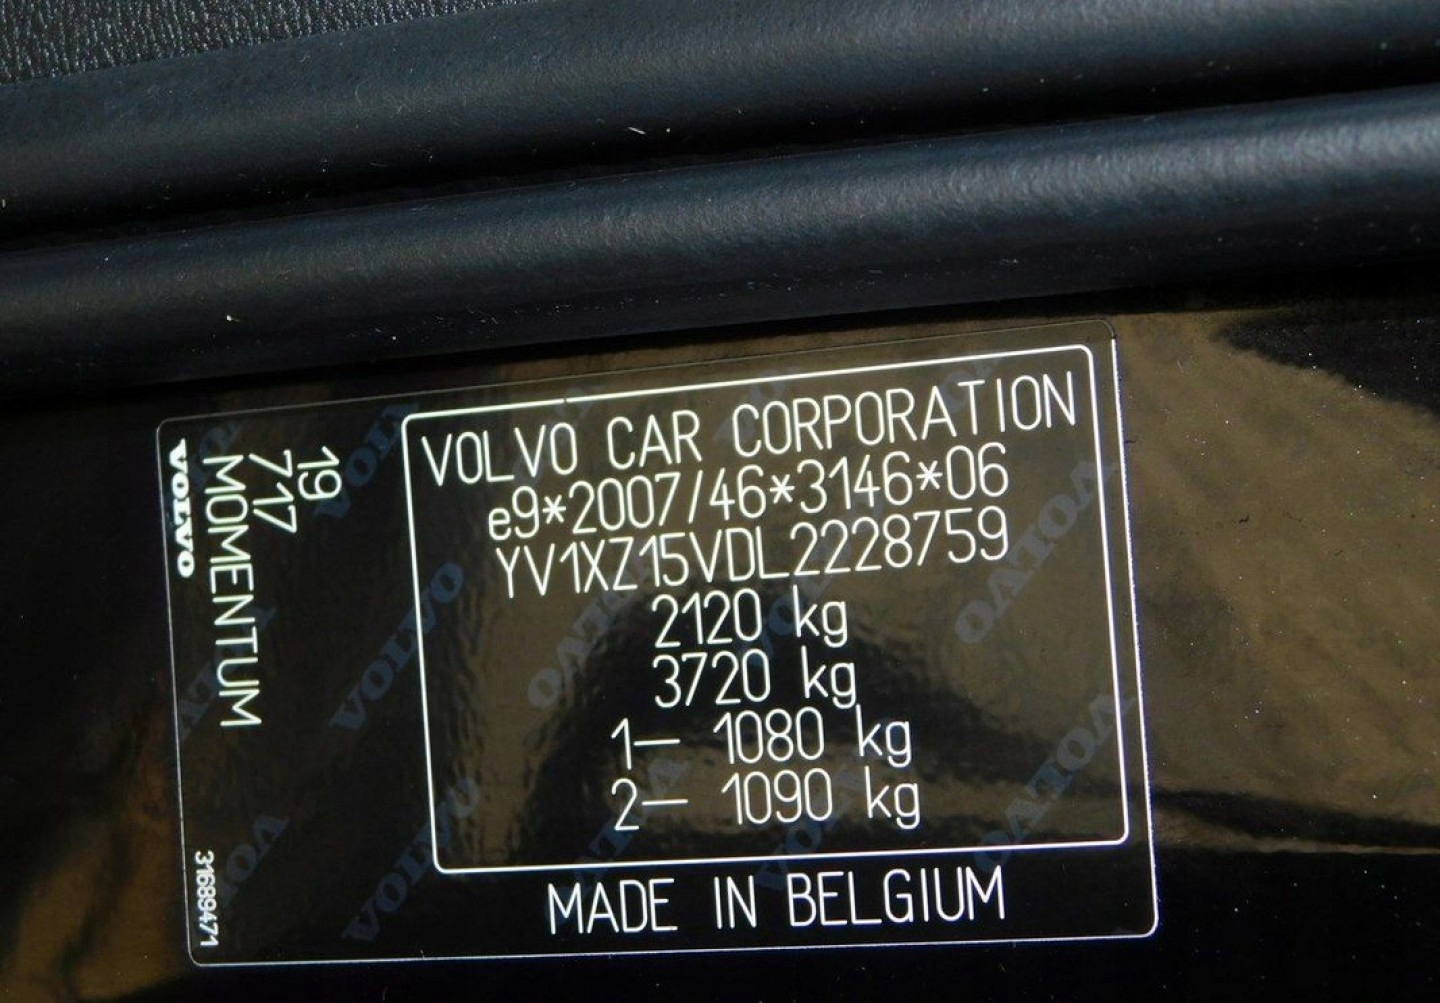 VOLVO CAR CORPORATION
e9*2007/46*3146*06
YV1XZ15VDL2228759
2120 kg
3720 kg
1– 1080 kg
2– 1090 kg
MADE IN BELGIUM
19
717
MOMENTUM
VOLVO
31689471